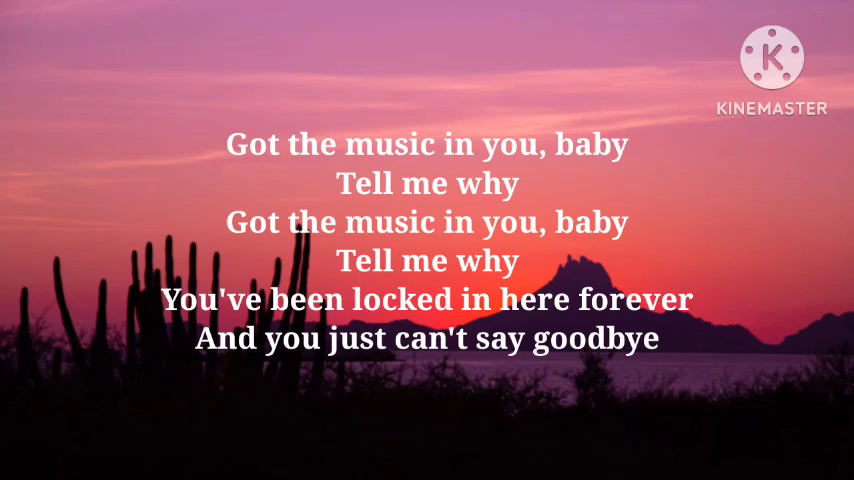 KINEMASTER
Got the music in you, baby
Tell me why
Got the music in you, baby
Tell me why
You've been locked in here forever
And you just can't say goodbye